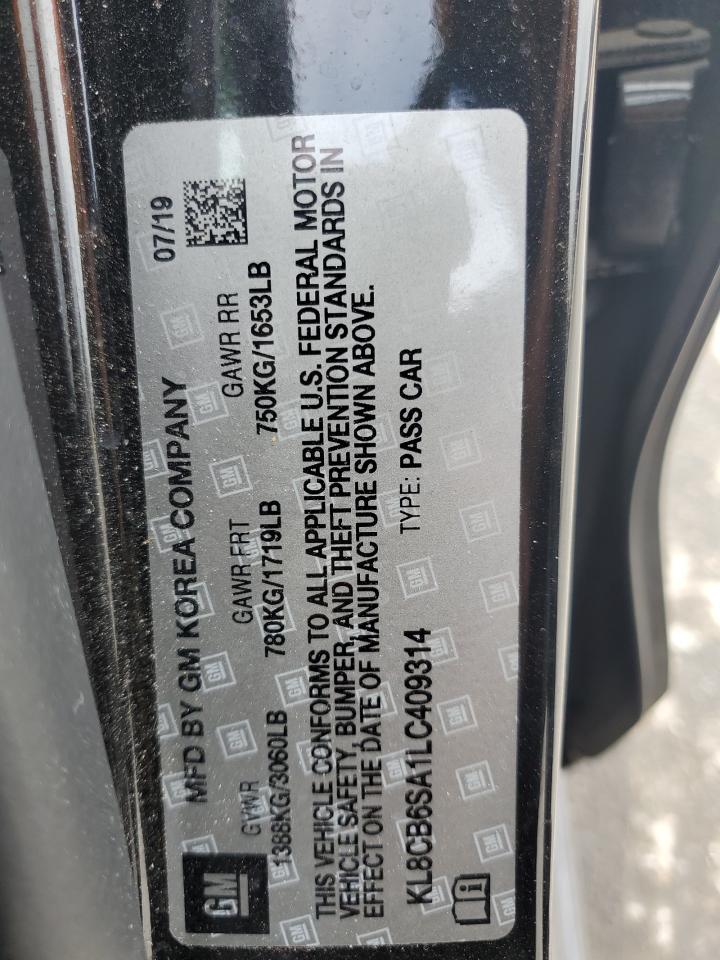 GM
MFD BY GM KOREA COMPANY 07/19
GVWR GAWR FRT GAWR RR
1388KG/3060LB 780KG/1719LB 750KG/1653LB
THIS VEHICLE CONFORMS TO ALL APPLICABLE U.S. FEDERAL MOTOR
VEHICLE SAFETY, BUMPER, AND THEFT PREVENTION STANDARDS IN
EFFECT ON THE DATE OF MANUFACTURE SHOWN ABOVE.
KL8CB6SA1LC409314 TYPE: PASS CAR